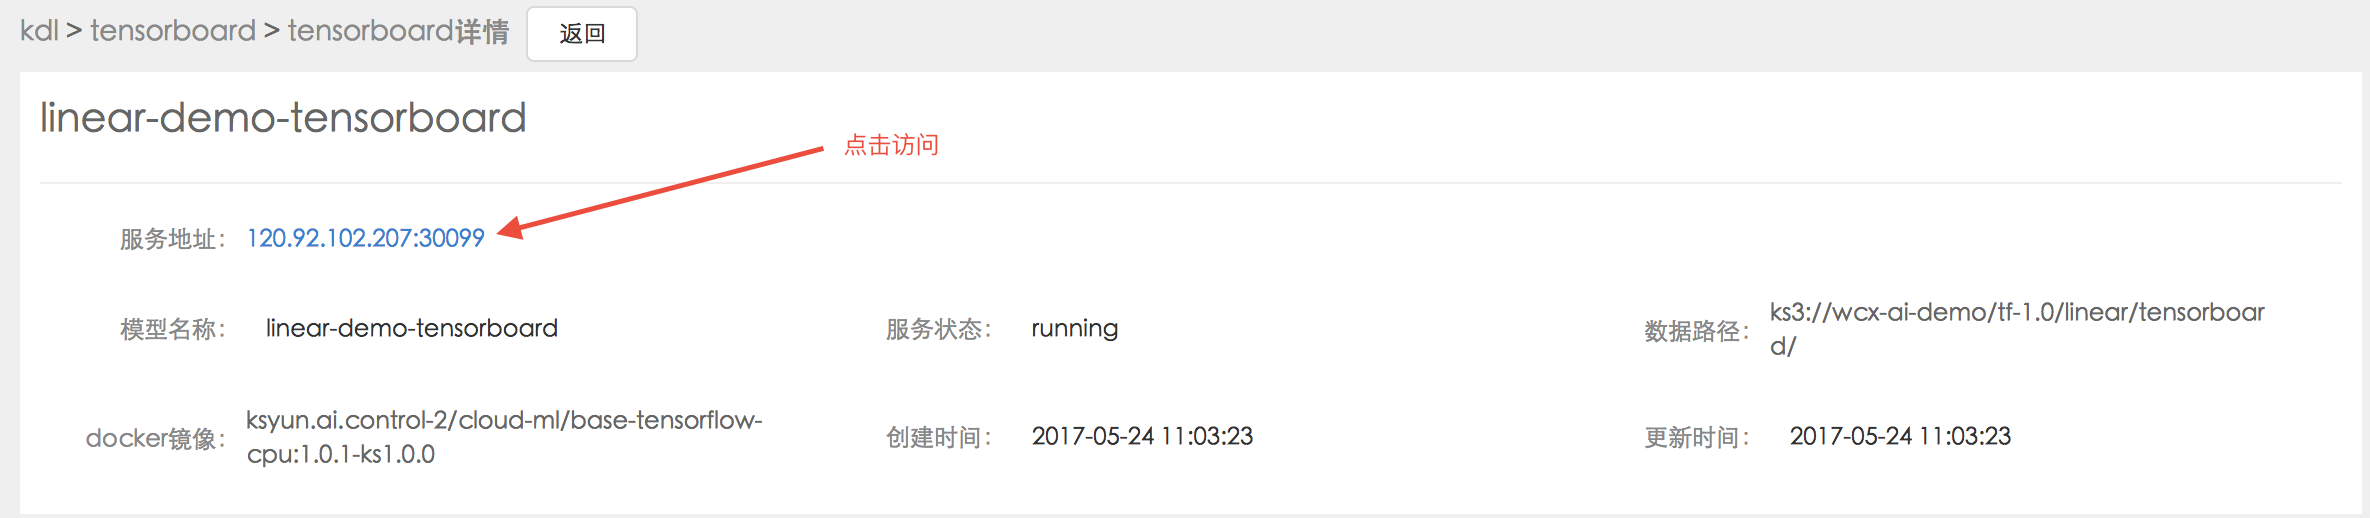 kdl > tensorboard > tensorboard详情 返回
linear-demo-tensorboard
点击访问
服务地址： 120.92.102.207:30099
模型名称： linear-demo-tensorboard
服务状态： running
数据路径： ks3://wcx-ai-demo/tf-1.0/linear/tensorboar
d/
docker镜像： ksyun.ai.control-2/cloud-ml/base-tensorflow-
cpu:1.0.1-ks1.0.0
创建时间： 2017-05-24 11:03:23
更新时间： 2017-05-24 11:03:23